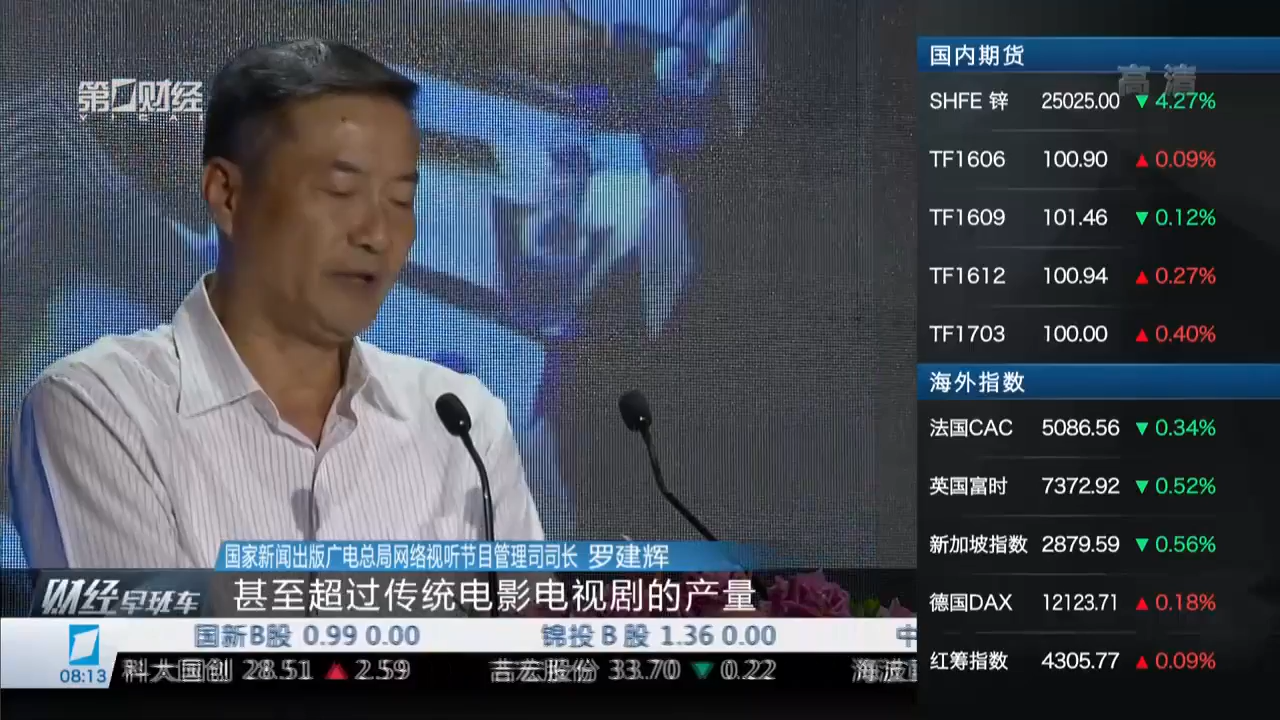 第一财经
YICAI
高清
国内期货
SHFE 锌 25025.00 ▼ 4.27%
TF1606 100.90 ▲ 0.09%
TF1609 101.46 ▼ 0.12%
TF1612 100.94 ▲ 0.27%
TF1703 100.00 ▲ 0.40%
海外指数
法国CAC 5086.56 ▼ 0.34%
英国富时 7372.92 ▼ 0.52%
新加坡指数 2879.59 ▼ 0.56%
德国DAX 12123.71 ▲ 0.18%
红筹指数 4305.77 ▲ 0.09%
国家新闻出版广电总局网络视听节目管理司司长 罗建辉
财经早班车
甚至超过传统电影电视剧的产量
国新B股 0.99 0.00 锦投B股 1.36 0.00 中
08:13
科大国创 28.51 ▲ 2.59 吉宏股份 33.70 ▼ 0.22 海波